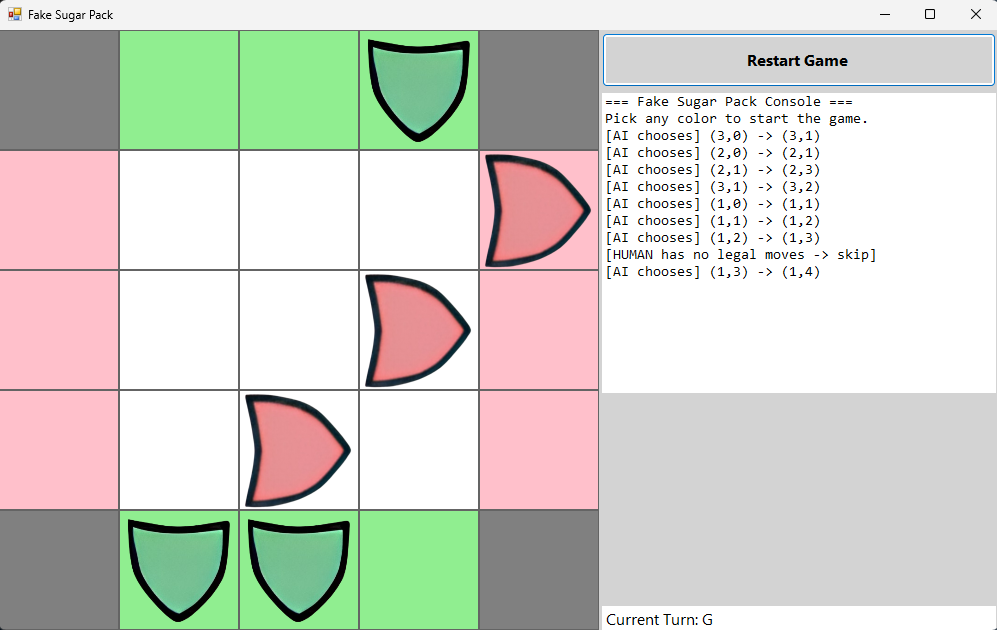 Fake Sugar Pack
Restart Game
=== Fake Sugar Pack Console ===
Pick any color to start the game.
[AI chooses] (3,0) -> (3,1)
[AI chooses] (2,0) -> (2,1)
[AI chooses] (2,1) -> (2,3)
[AI chooses] (3,1) -> (3,2)
[AI chooses] (1,0) -> (1,1)
[AI chooses] (1,1) -> (1,2)
[AI chooses] (1,2) -> (1,3)
[HUMAN has no legal moves -> skip]
[AI chooses] (1,3) -> (1,4)
Current Turn: G